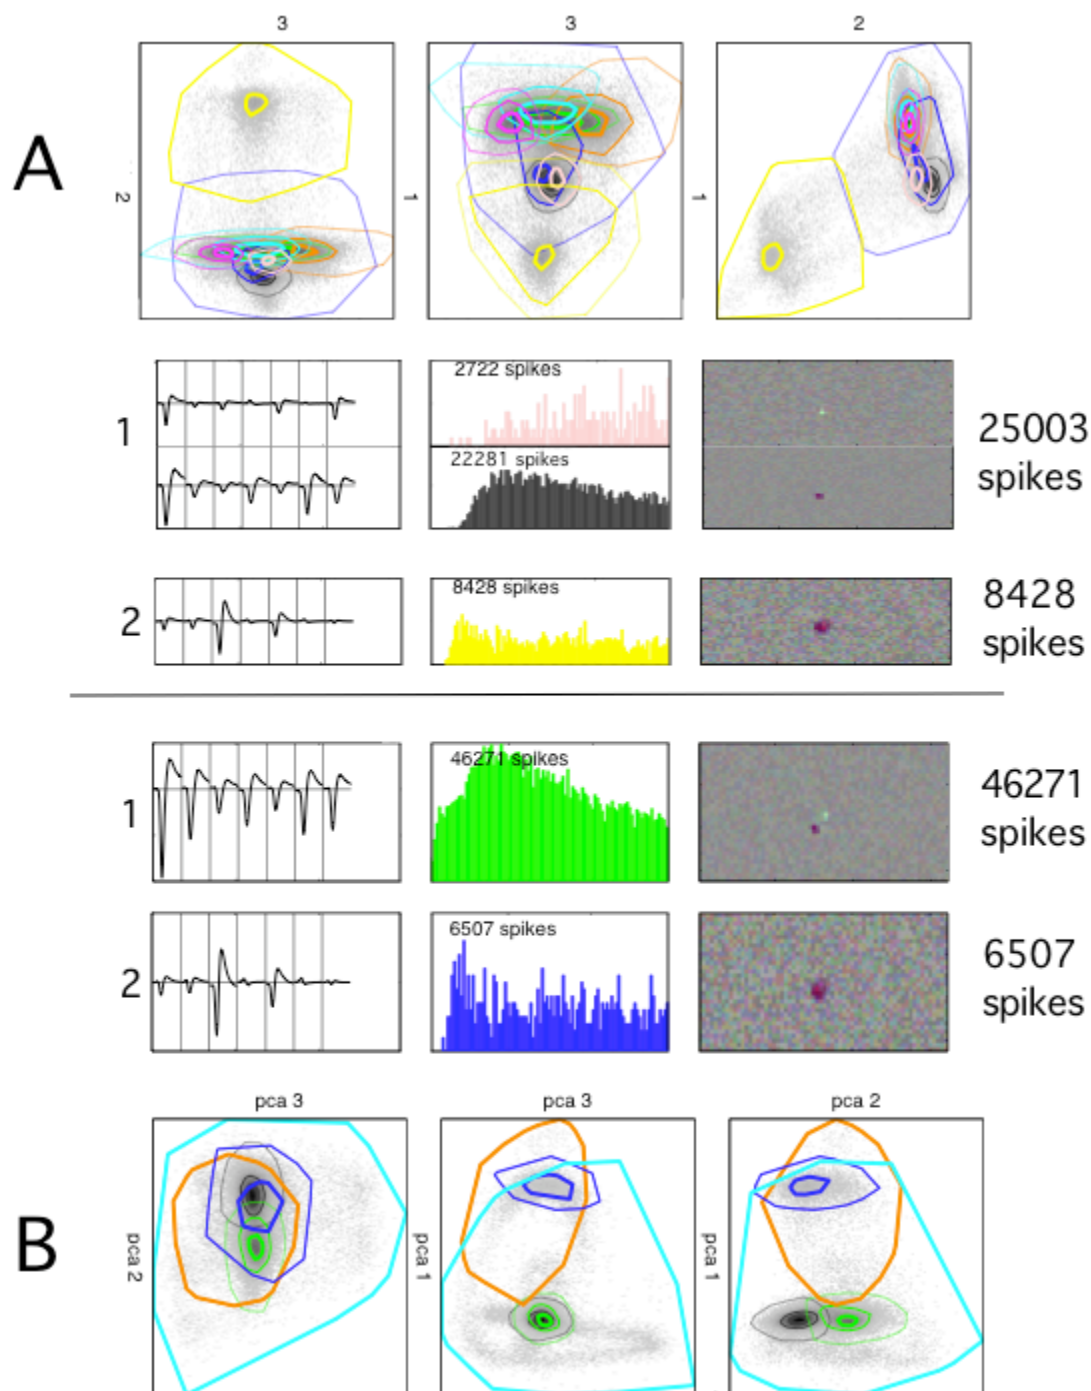 3 3 2
A
2 1 1
2722 spikes
1
25003
22281 spikes
spikes
8428 spikes
8428
2
spikes
46271 spikes
46271
1
spikes
6507 spikes
6507
2
spikes
pca 3 pca 3 pca 2
B
pca 2 pca 1 pca 1